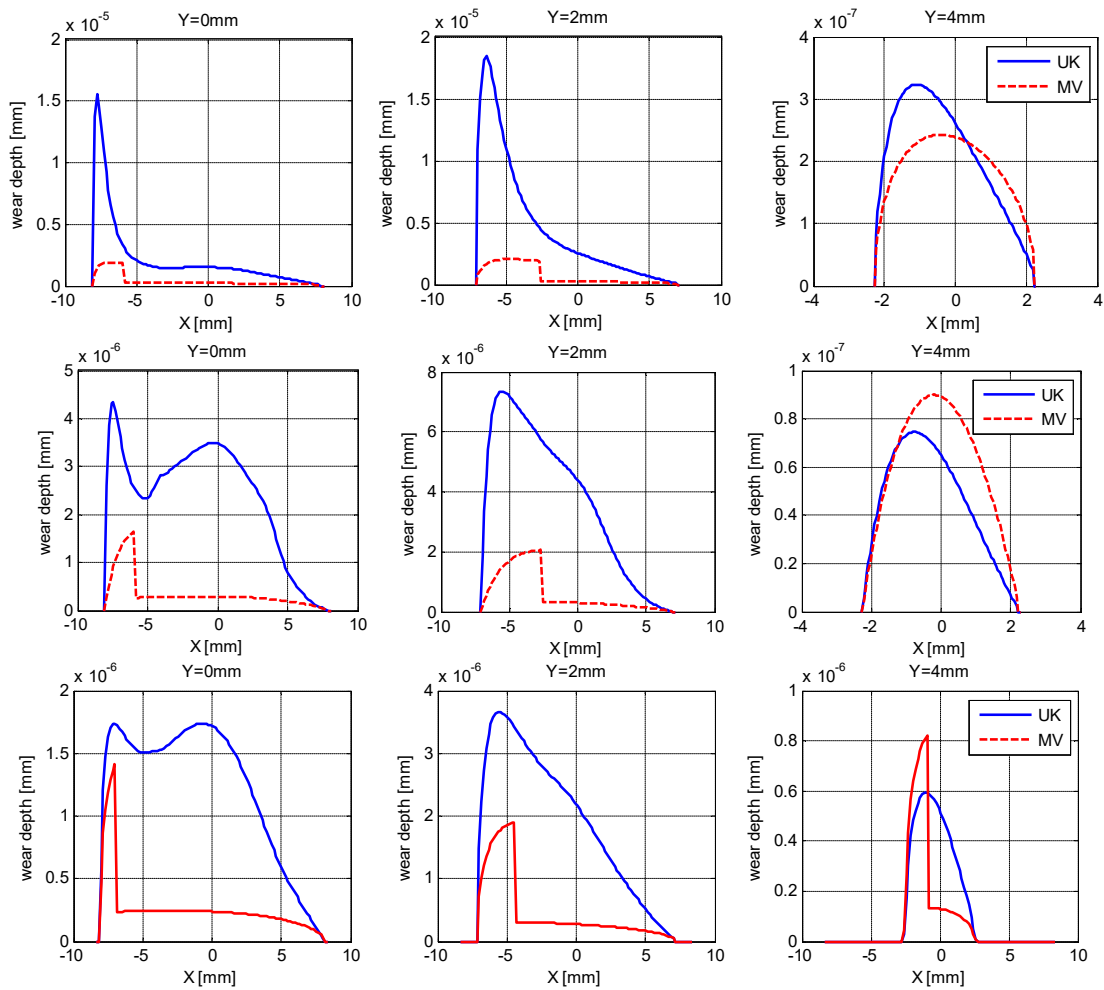 x 10^-5
Y=0mm
wear depth [mm]
2
1.5
1
0.5
0
-10
-5
0
5
10
X [mm]
x 10^-5
Y=2mm
wear depth [mm]
2
1.5
1
0.5
0
-10
-5
0
5
10
X [mm]
x 10^-7
Y=4mm
wear depth [mm]
4
3
2
1
0
-4
-2
0
2
4
X [mm]
UK
MV
x 10^-6
Y=0mm
wear depth [mm]
5
4
3
2
1
0
-10
-5
0
5
10
X [mm]
x 10^-6
Y=2mm
wear depth [mm]
8
6
4
2
0
-10
-5
0
5
10
X [mm]
x 10^-7
Y=4mm
wear depth [mm]
1
0.8
0.6
0.4
0.2
0
-4
-2
0
2
4
X [mm]
UK
MV
x 10^-6
Y=0mm
wear depth [mm]
2
1.5
1
0.5
0
-10
-5
0
5
10
X [mm]
x 10^-6
Y=2mm
wear depth [mm]
4
3
2
1
0
-10
-5
0
5
10
X [mm]
x 10^-6
Y=4mm
wear depth [mm]
1
0.8
0.6
0.4
0.2
0
-10
-5
0
5
10
X [mm]
UK
MV